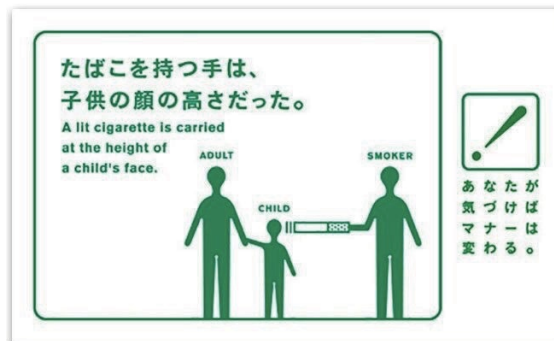 たばこを持つ手は、
子供の顔の高さだった。
A lit cigarette is carried
at the height of
a child's face.
ADULT
SMOKER
CHILD
あなたが
気づけば
マナーは
変わる。